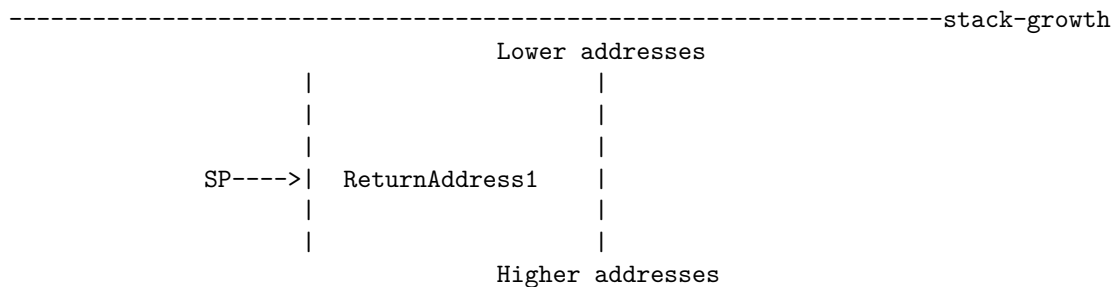 ------------------------------------------------------------------stack-growth
Lower addresses
|                    |
|                    |
|                    |
SP---->|  ReturnAddress1    |
|                    |
|                    |
Higher addresses